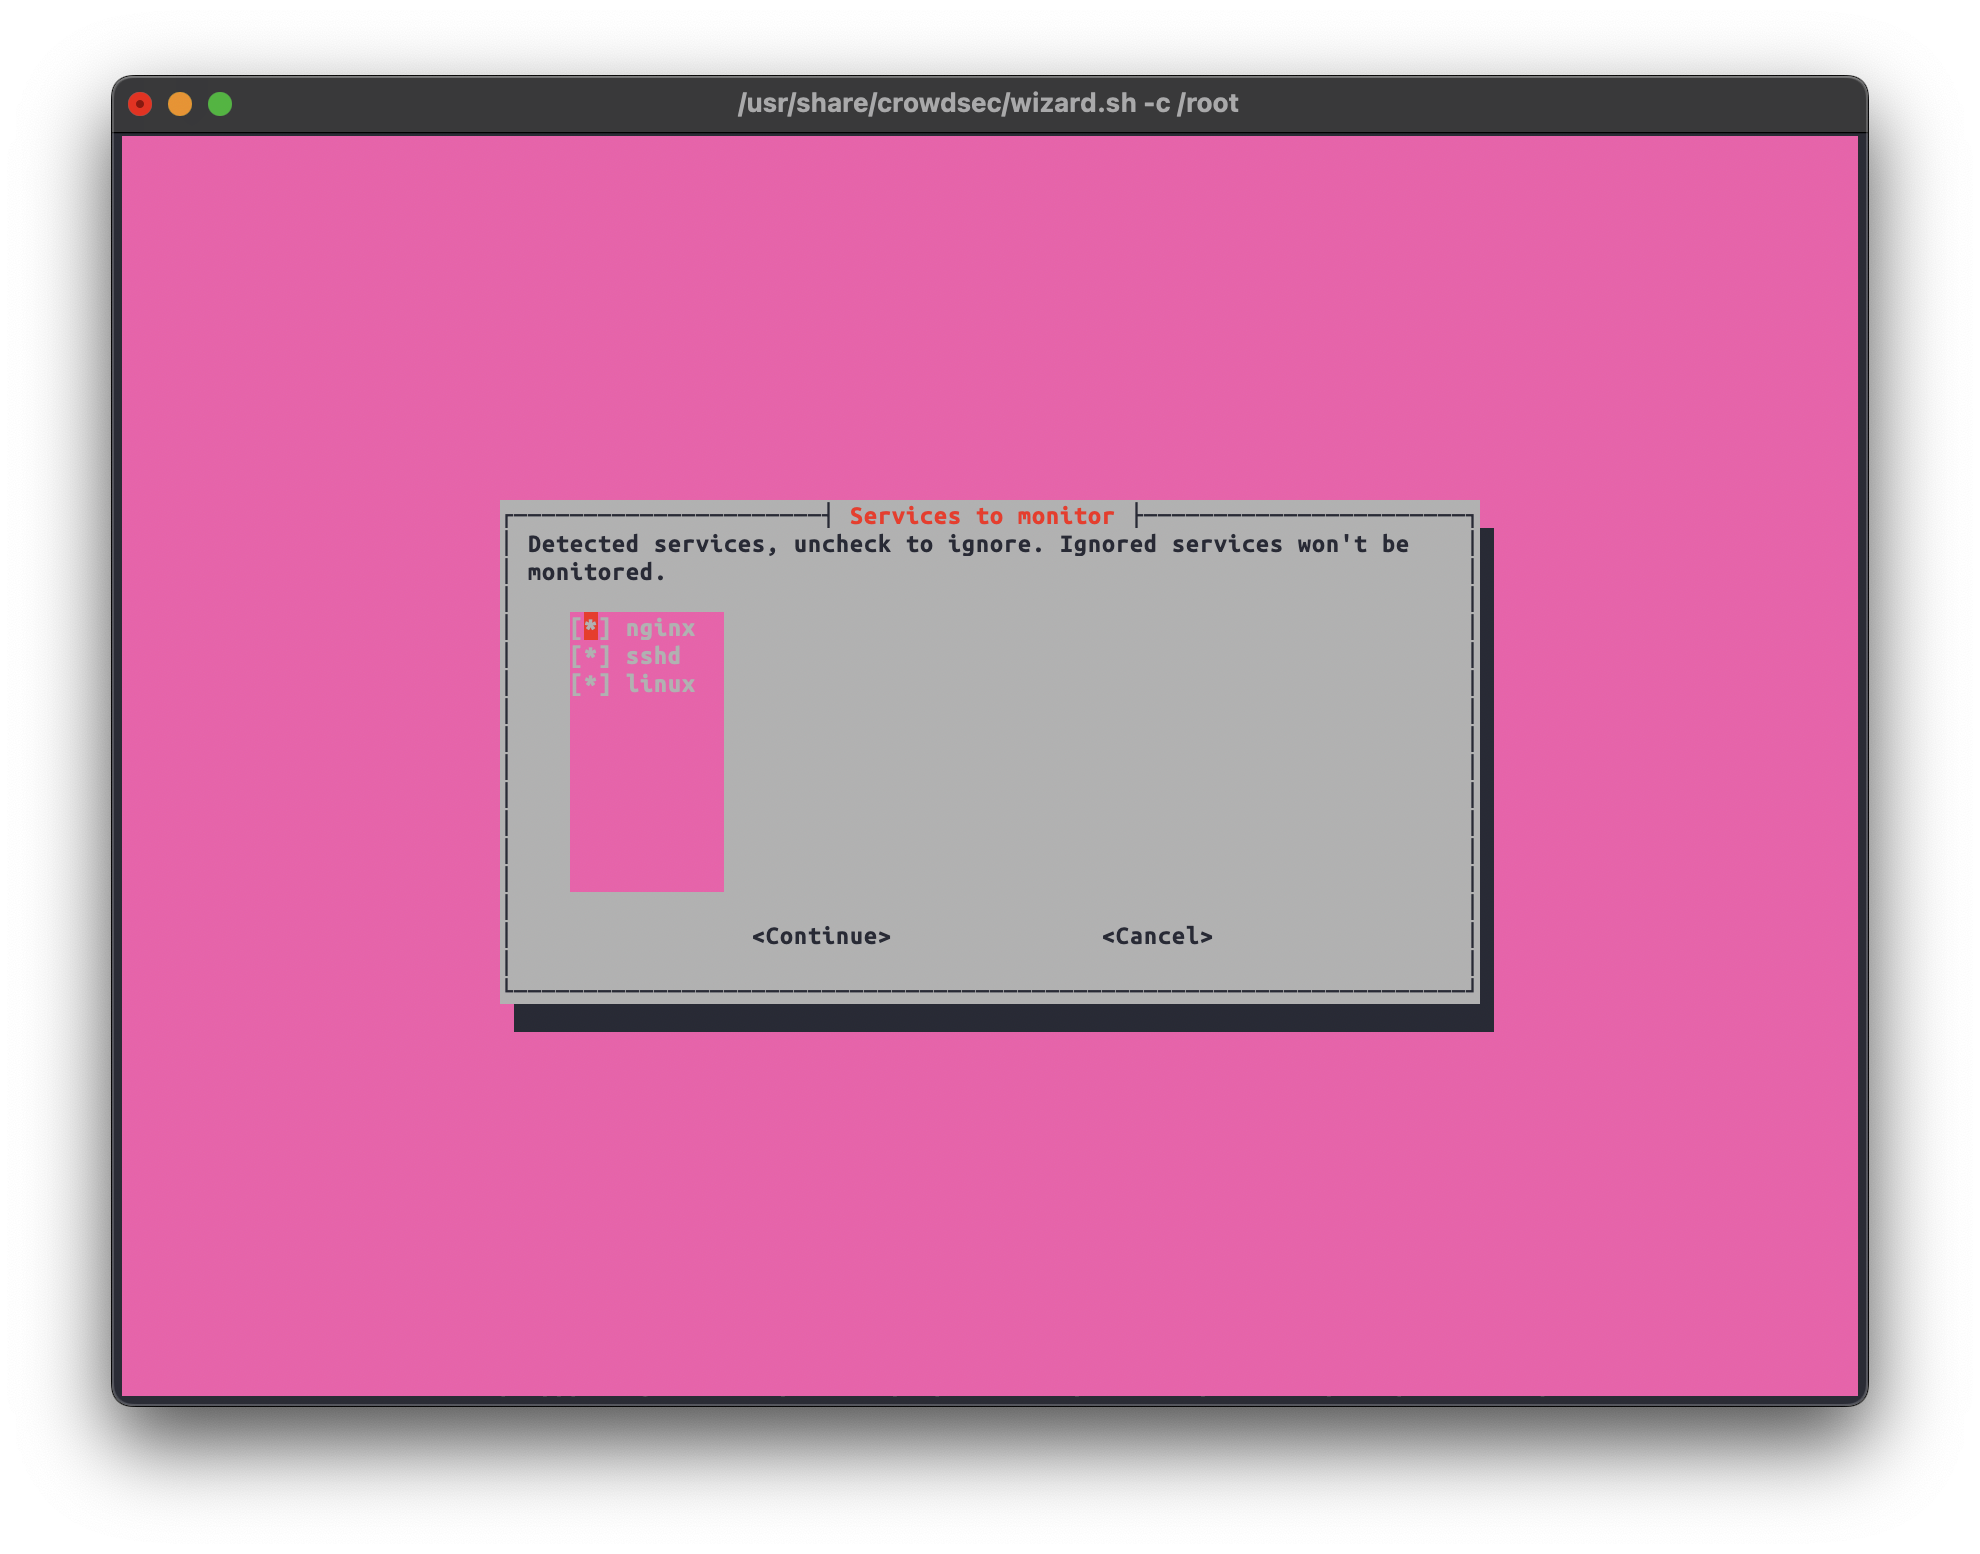 /usr/share/crowdsec/wizard.sh -c /root
Services to monitor
Detected services, uncheck to ignore. Ignored services won't be
monitored.
[*] nginx
[*] sshd
[*] linux
<Continue> <Cancel>